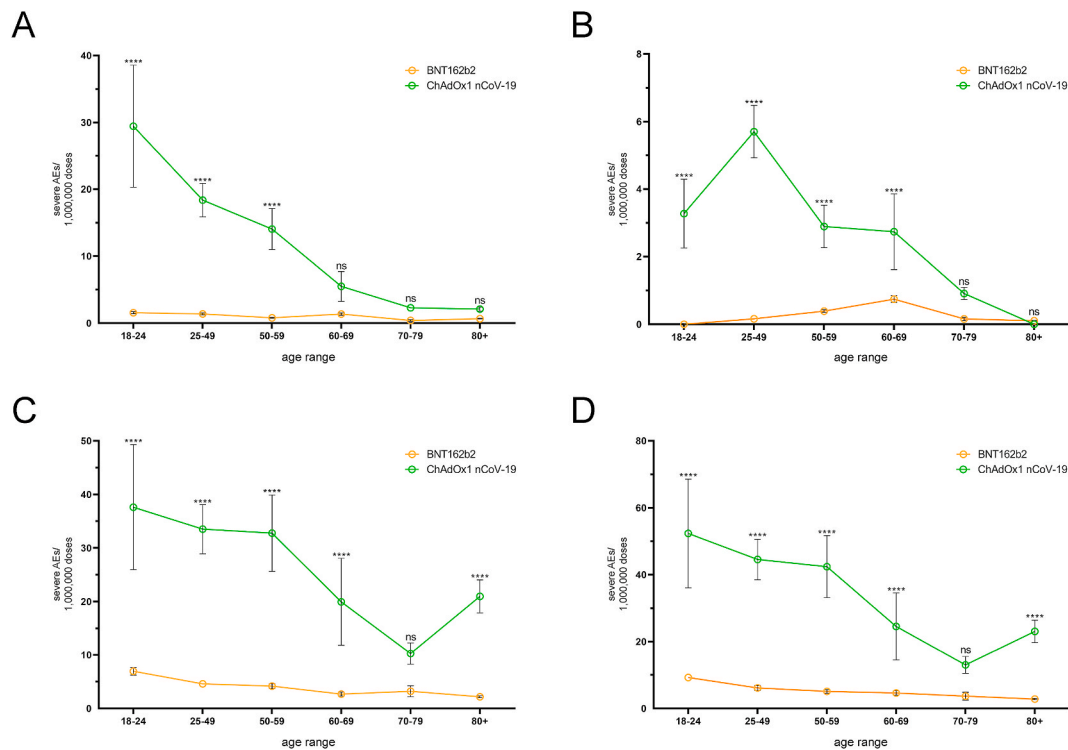 A
severe AEs/
1,000,000 doses
40
30
20
10
0
****
****
****
ns
ns
ns
BNT162b2
ChAdOx1 nCoV-19
18-24
25-49
50-59
60-69
70-79
80+
age range
B
severe AEs/
1,000,000 doses
8
6
4
2
0
****
****
****
****
ns
ns
BNT162b2
ChAdOx1 nCoV-19
18-24
25-49
50-59
60-69
70-79
80+
age range
C
severe AEs/
1,000,000 doses
50
40
30
20
10
0
****
****
****
****
ns
****
BNT162b2
ChAdOx1 nCoV-19
18-24
25-49
50-59
60-69
70-79
80+
age range
D
severe AEs/
1,000,000 doses
80
60
40
20
0
****
****
****
****
ns
****
BNT162b2
ChAdOx1 nCoV-19
18-24
25-49
50-59
60-69
70-79
80+
age range